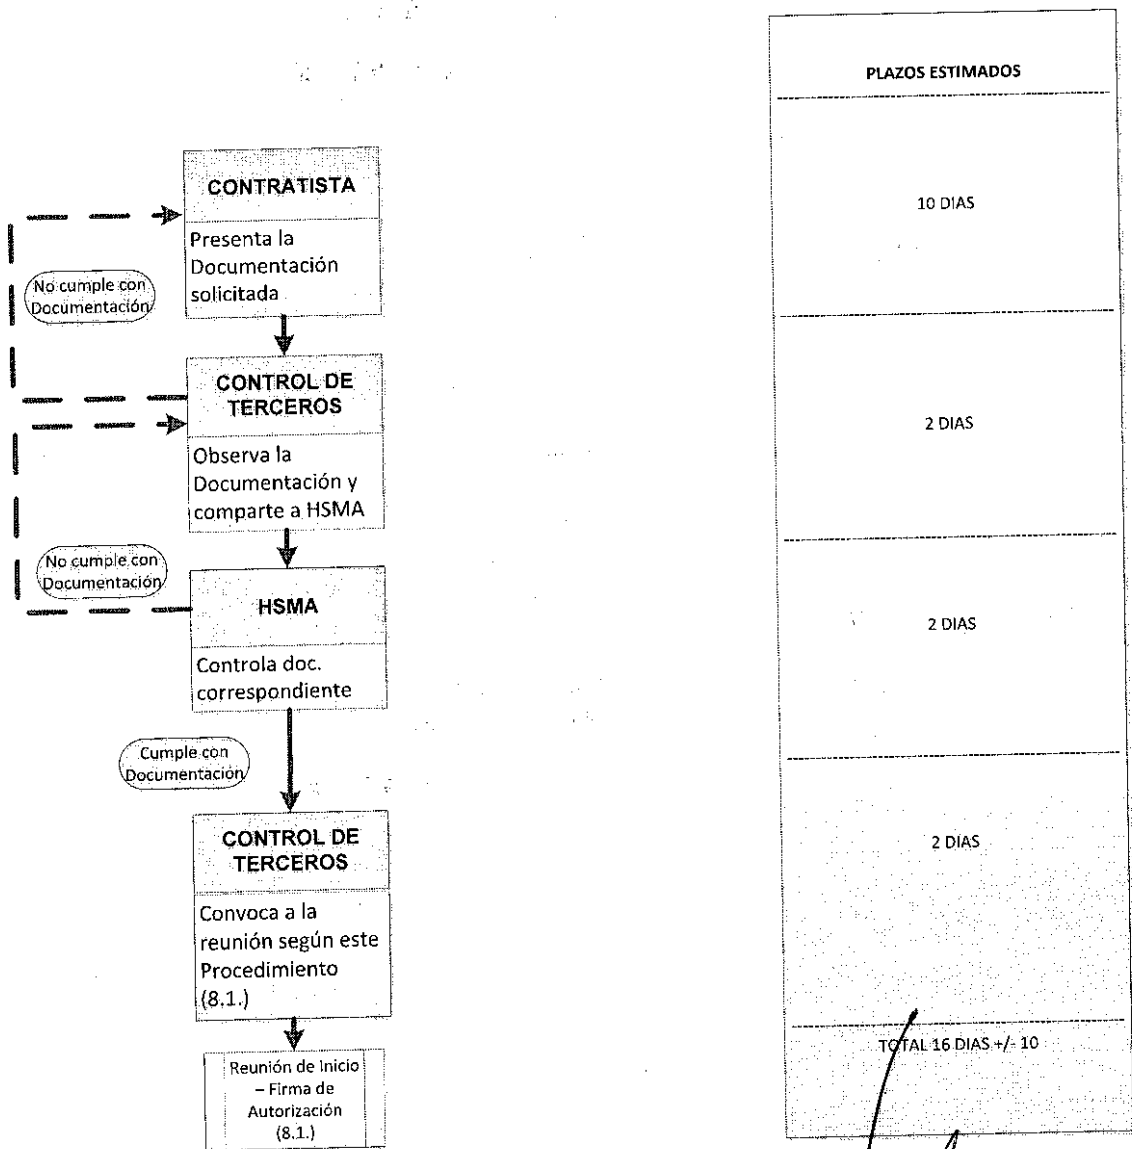 PLAZOS ESTIMADOS
CONTRATISTA
Presenta la
Documentación
solicitada
10 DIAS
No cumple con
Documentación
CONTROL DE
TERCEROS
Observa la
Documentación y
comparte a HSMA
2 DIAS
No cumple con
Documentación
HSMA
Controla doc.
correspondiente
2 DIAS
Cumple con
Documentación
CONTROL DE
TERCEROS
Convoca a la
reunión según este
Procedimiento
(8.1.)
2 DIAS
Reunión de Inicio
– Firma de
Autorización
(8.1.)
TOTAL 16 DIAS +/- 10